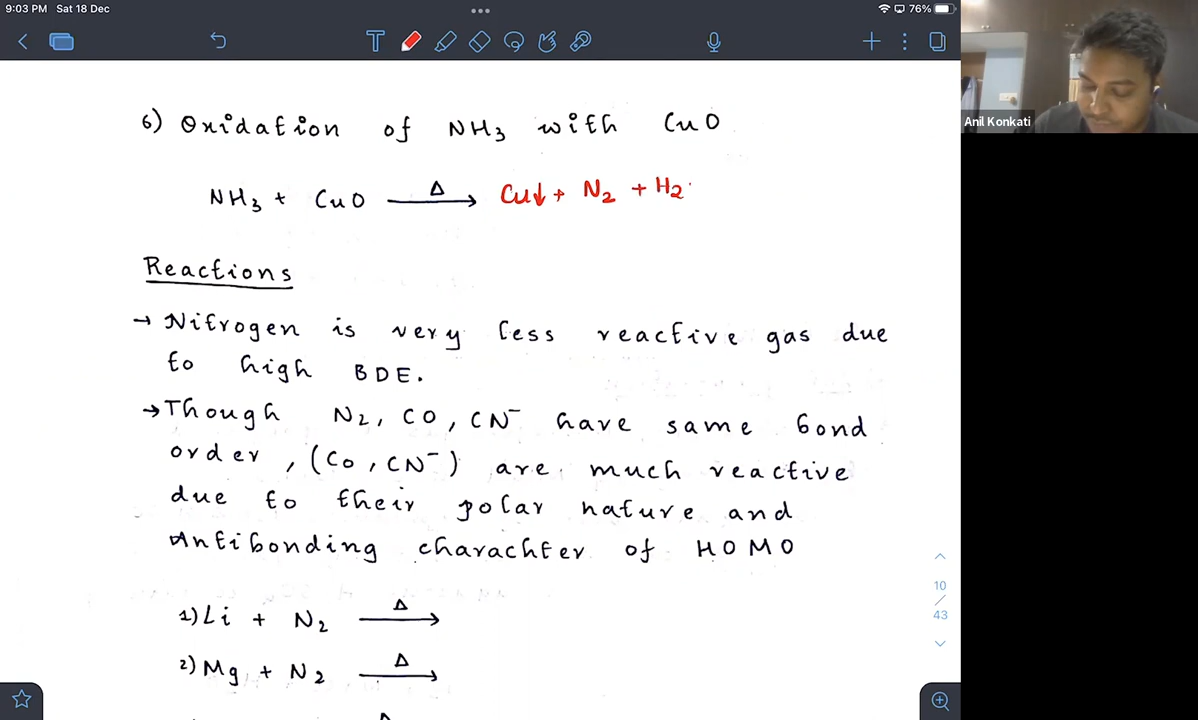 9:03 PM Sat 18 Dec
76%
Anil Konkati
6) Oxidation of NH3 with CuO
NH3 + CuO —Δ→ Cu↓ + N2 + H2
Reactions
→ Nitrogen is very less reactive gas due
to high BDE.
→ Though N2, CO, CN⁻ have same bond
order, (CO, CN⁻) are much reactive
due to their polar nature and
Antibonding charachter of HOMO
1) Li + N2 —Δ→
2) Mg + N2 —Δ→
Δ
10
/
43